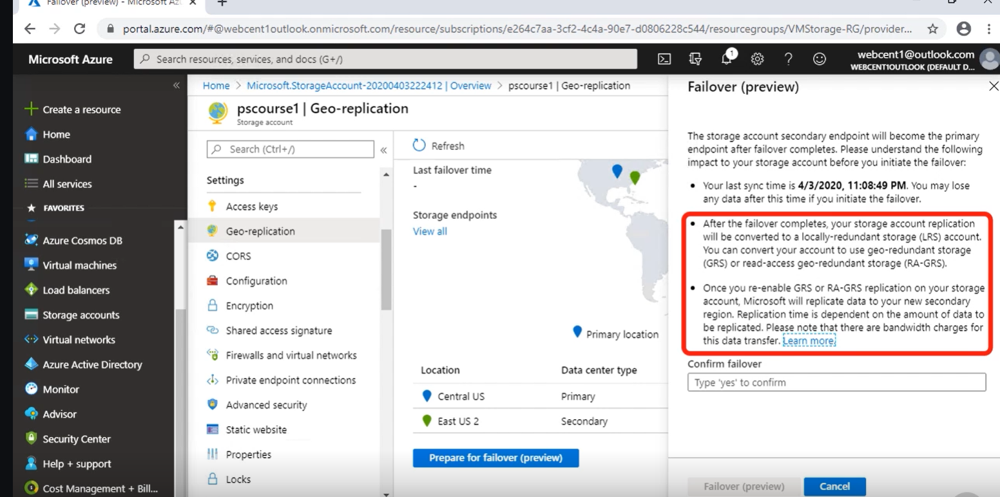 Failover (preview) - Microsoft Az
portal.azure.com/#@webcent1outlook.onmicrosoft.com/resource/subscriptions/e264c7aa-3cf2-4c4a-90e7-d0806228c544/resourcegroups/VMStorage-RG/provider...
Microsoft Azure
Search resources, services, and docs (G+/)
1
webcent1@outlook.com
WEBCENT1OUTLOOK (DEFAULT D...
Create a resource
Home
Dashboard
All services
FAVORITES
Azure Cosmos DB
Virtual machines
Load balancers
Storage accounts
Virtual networks
Azure Active Directory
Monitor
Advisor
Security Center
Help + support
Cost Management + Bill...
Home > Microsoft.StorageAccount-20200403222412 | Overview > pscourse1 | Geo-replication
pscourse1 | Geo-replication
Storage account
Search (Ctrl+/)
Settings
Access keys
Geo-replication
CORS
Configuration
Encryption
Shared access signature
Firewalls and virtual networks
Private endpoint connections
Advanced security
Static website
Properties
Locks
Refresh
Last failover time
-
Storage endpoints
View all
Primary location
Location Data center type
Central US Primary
East US 2 Secondary
Prepare for failover (preview)
Failover (preview)
The storage account secondary endpoint will become the primary
endpoint after failover completes. Please understand the following
impact to your storage account before you initiate the failover:
• Your last sync time is 4/3/2020, 11:08:49 PM. You may lose
any data after this time if you initiate the failover.
• After the failover completes, your storage account replication
will be converted to a locally-redundant storage (LRS) account.
You can convert your account to use geo-redundant storage
(GRS) or read-access geo-redundant storage (RA-GRS).
• Once you re-enable GRS or RA-GRS replication on your storage
account, Microsoft will replicate data to your new secondary
region. Replication time is dependent on the amount of data to
be replicated. Please note that there are bandwidth charges for
this data transfer. Learn more.
Confirm failover
Type 'yes' to confirm
Failover (preview)
Cancel